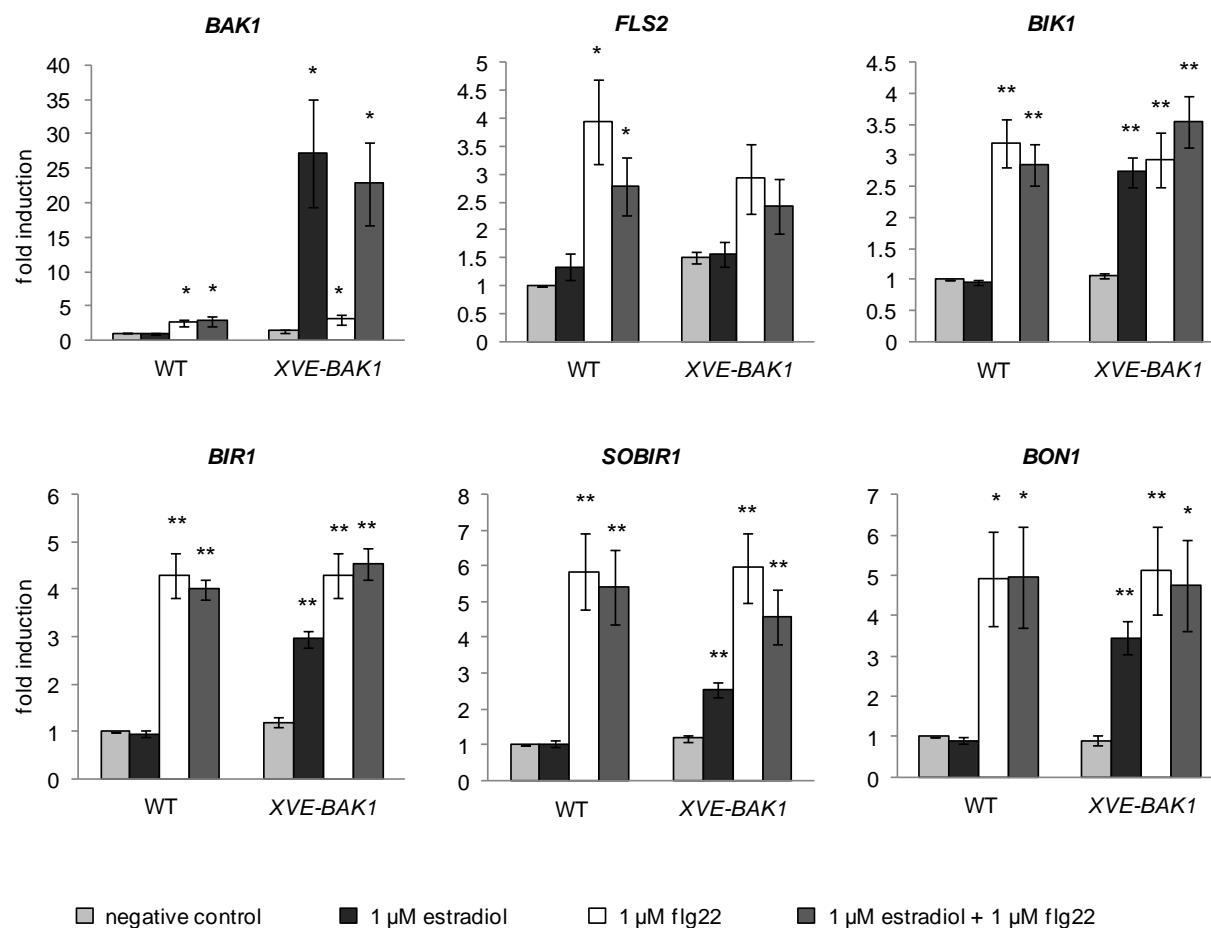 BAK1
fold induction
40
35
30
25
20
15
10
5
0
* * * * *
WT XVE-BAK1
FLS2
5
4.5
4
3.5
3
2.5
2
1.5
1
0.5
0
* *
WT XVE-BAK1
BIK1
4.5
4
3.5
3
2.5
2
1.5
1
0.5
0
** ** ** ** **
WT XVE-BAK1
BIR1
fold induction
6
5
4
3
2
1
0
** ** ** ** **
WT XVE-BAK1
SOBIR1
8
7
6
5
4
3
2
1
0
** ** ** ** **
WT XVE-BAK1
BON1
7
6
5
4
3
2
1
0
* * ** ** *
WT XVE-BAK1
negative control 1 µM estradiol 1 µM flg22 1 µM estradiol + 1 µM flg22